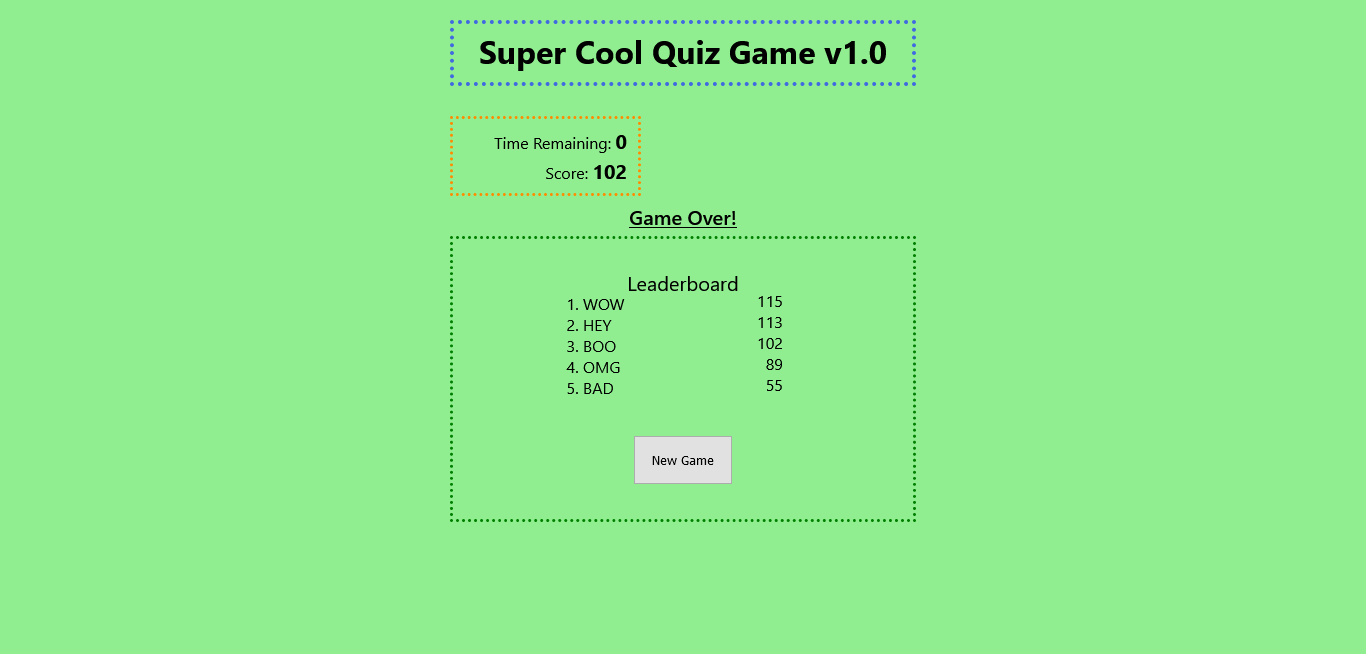 Super Cool Quiz Game v1.0
Time Remaining: 0
Score: 102
Game Over!
Leaderboard
1. WOW 115
2. HEY 113
3. BOO 102
4. OMG 89
5. BAD 55
New Game